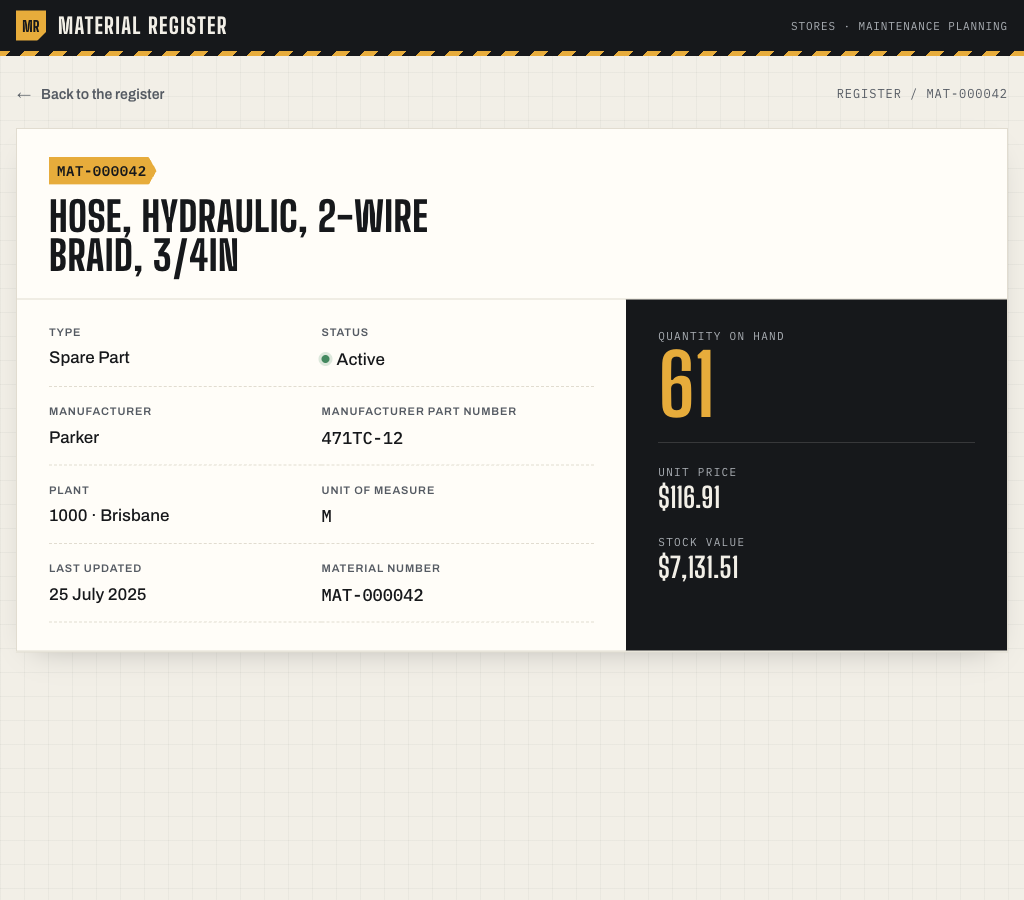 MR MATERIAL REGISTER
STORES · MAINTENANCE PLANNING
← Back to the register
REGISTER / MAT-000042
MAT-000042
HOSE, HYDRAULIC, 2-WIRE
BRAID, 3/4IN
TYPE
Spare Part
STATUS
Active
MANUFACTURER
Parker
MANUFACTURER PART NUMBER
471TC-12
PLANT
1000 · Brisbane
UNIT OF MEASURE
M
LAST UPDATED
25 July 2025
MATERIAL NUMBER
MAT-000042
QUANTITY ON HAND
61
UNIT PRICE
$116.91
STOCK VALUE
$7,131.51